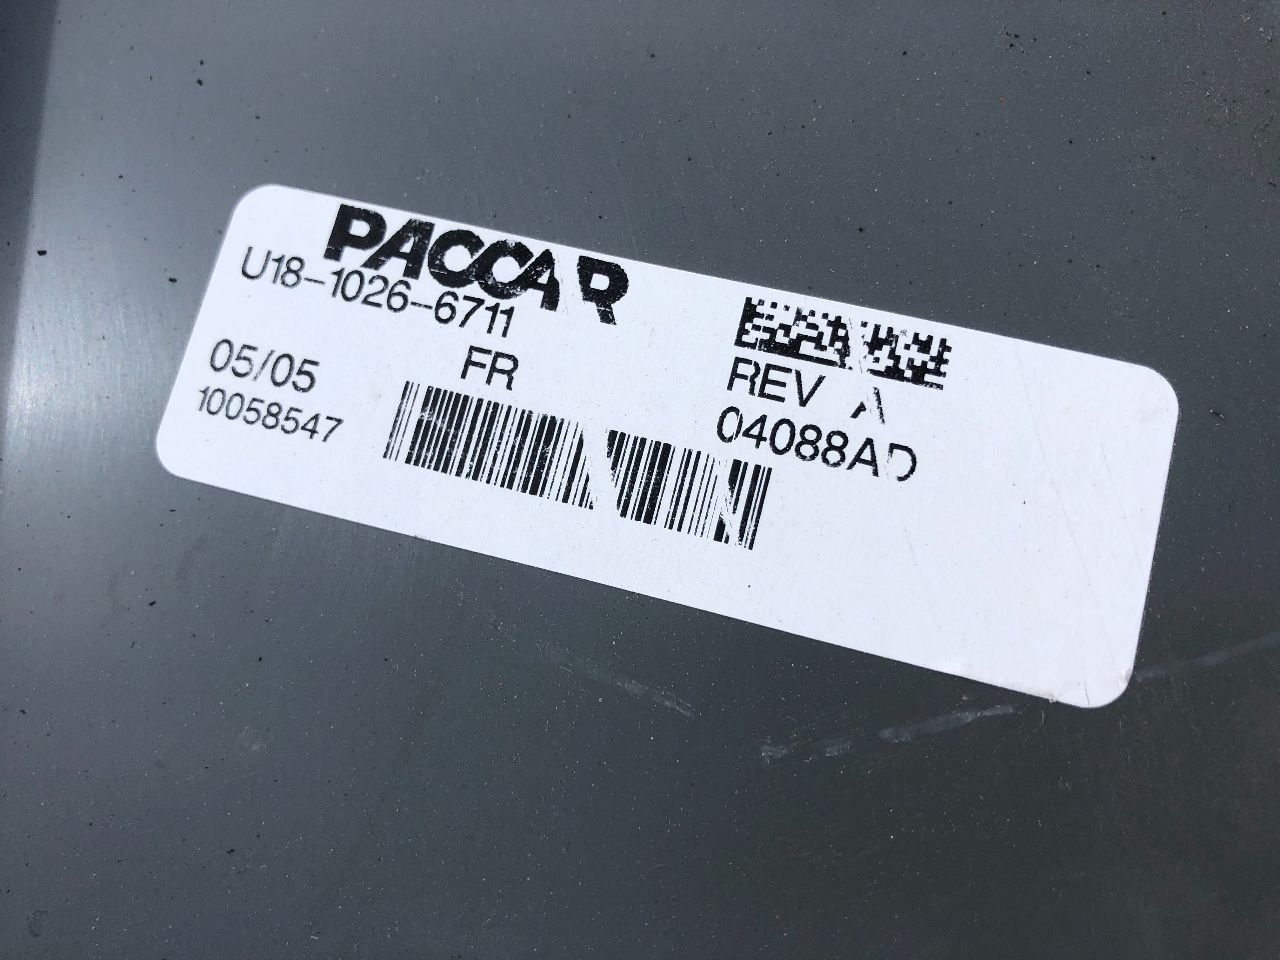 PACCAR
U18-1026-6711
05/05 FR REV A
10058547 04088AD